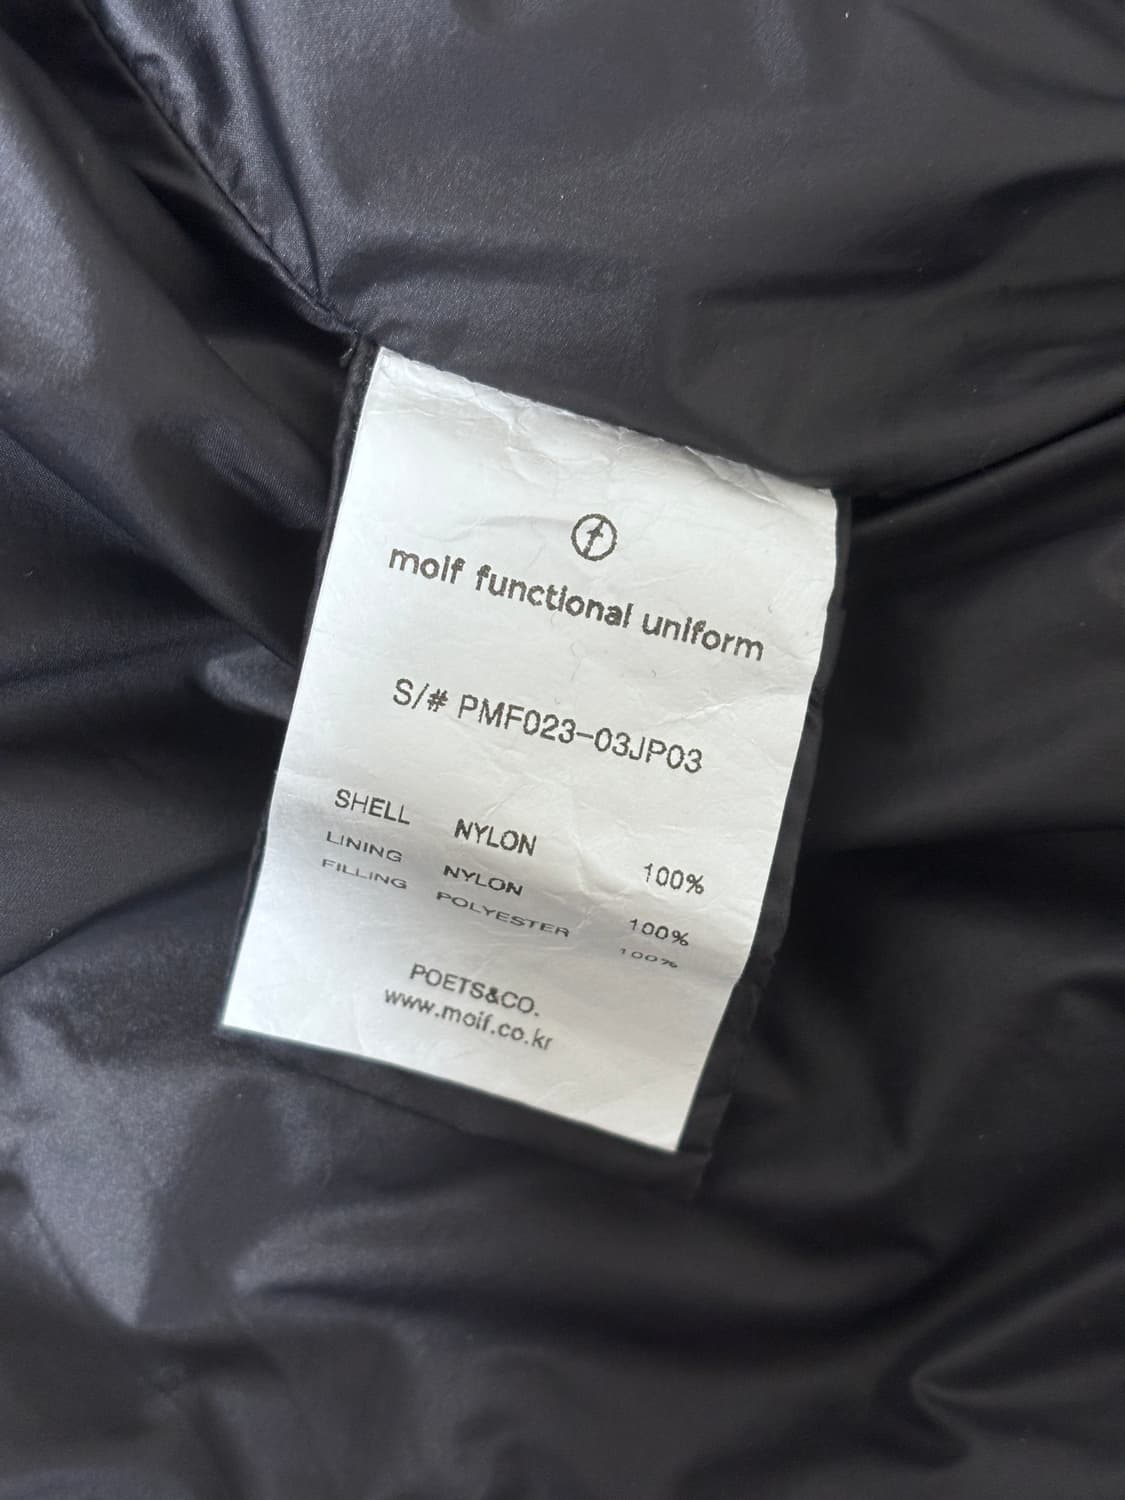 f
moif functional uniform
S/# PMF023-03JP03
SHELL NYLON 100%
LINING NYLON 100%
FILLING POLYESTER 100%
POETS&CO.
www.moif.co.kr